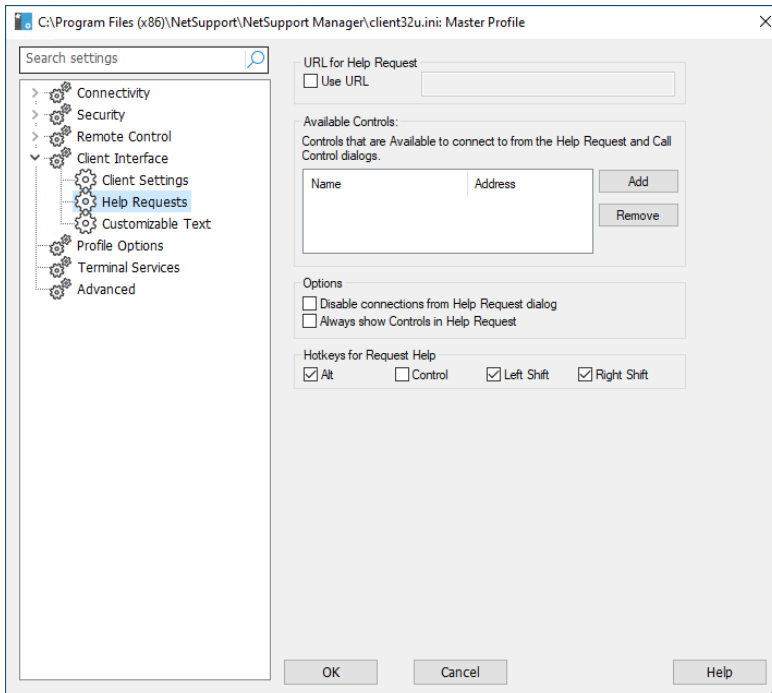 C:\Program Files (x86)\NetSupport\NetSupport Manager\client32u.ini: Master Profile
Search settings
Connectivity
Security
Remote Control
Client Interface
Client Settings
Help Requests
Customizable Text
Profile Options
Terminal Services
Advanced
URL for Help Request
Use URL
Available Controls:
Controls that are Available to connect to from the Help Request and Call
Control dialogs.
Name Address
Add
Remove
Options
Disable connections from Help Request dialog
Always show Controls in Help Request
Hotkeys for Request Help
Alt Control Left Shift Right Shift
OK Cancel Help